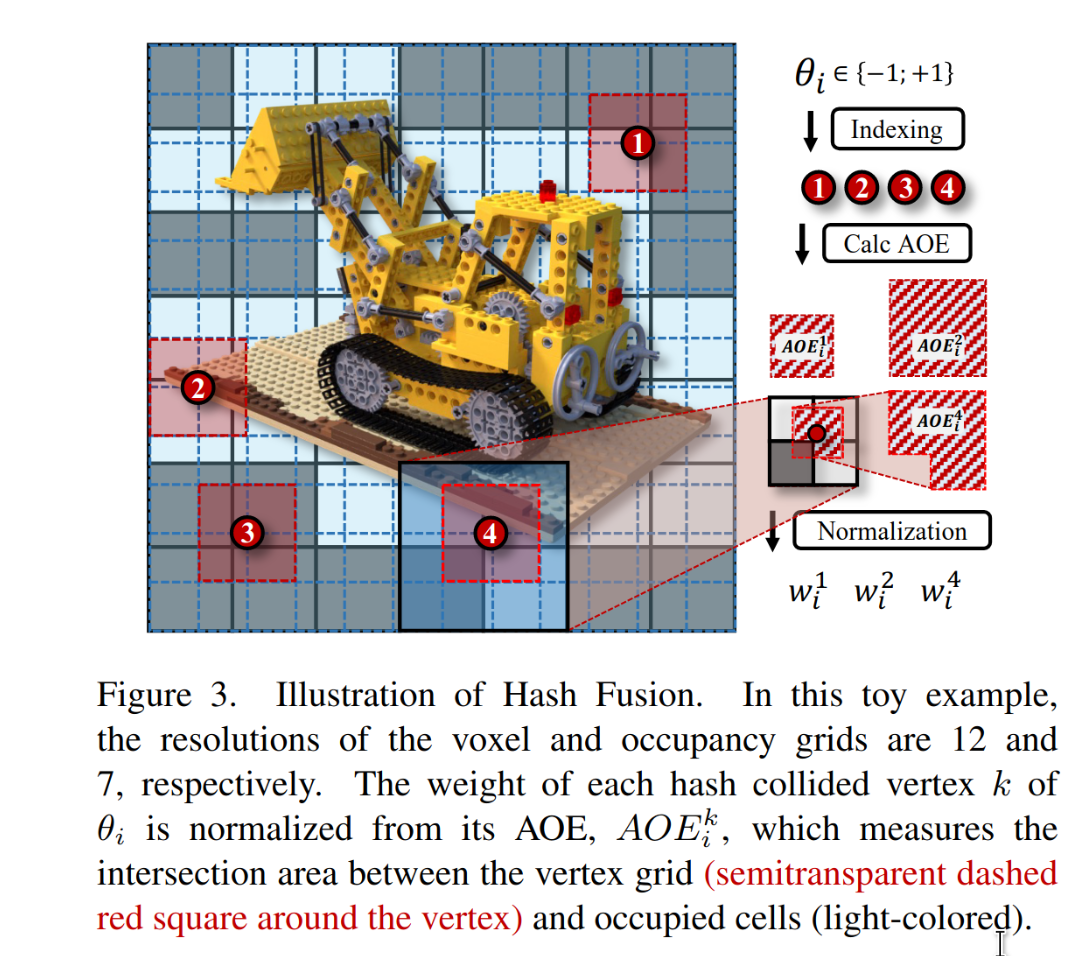 θi ∈ {−1; +1}
Indexing
1 2 3 4
Calc AOE
1
2
3
4
AOE_i^1
AOE_i^2
AOE_i^4
Normalization
w_i^1 w_i^2 w_i^4
Figure 3. Illustration of Hash Fusion. In this toy example,
the resolutions of the voxel and occupancy grids are 12 and
7, respectively. The weight of each hash collided vertex k of
θi is normalized from its AOE, AOE_i^k, which measures the
intersection area between the vertex grid (semitransparent dashed
red square around the vertex) and occupied cells (light-colored).